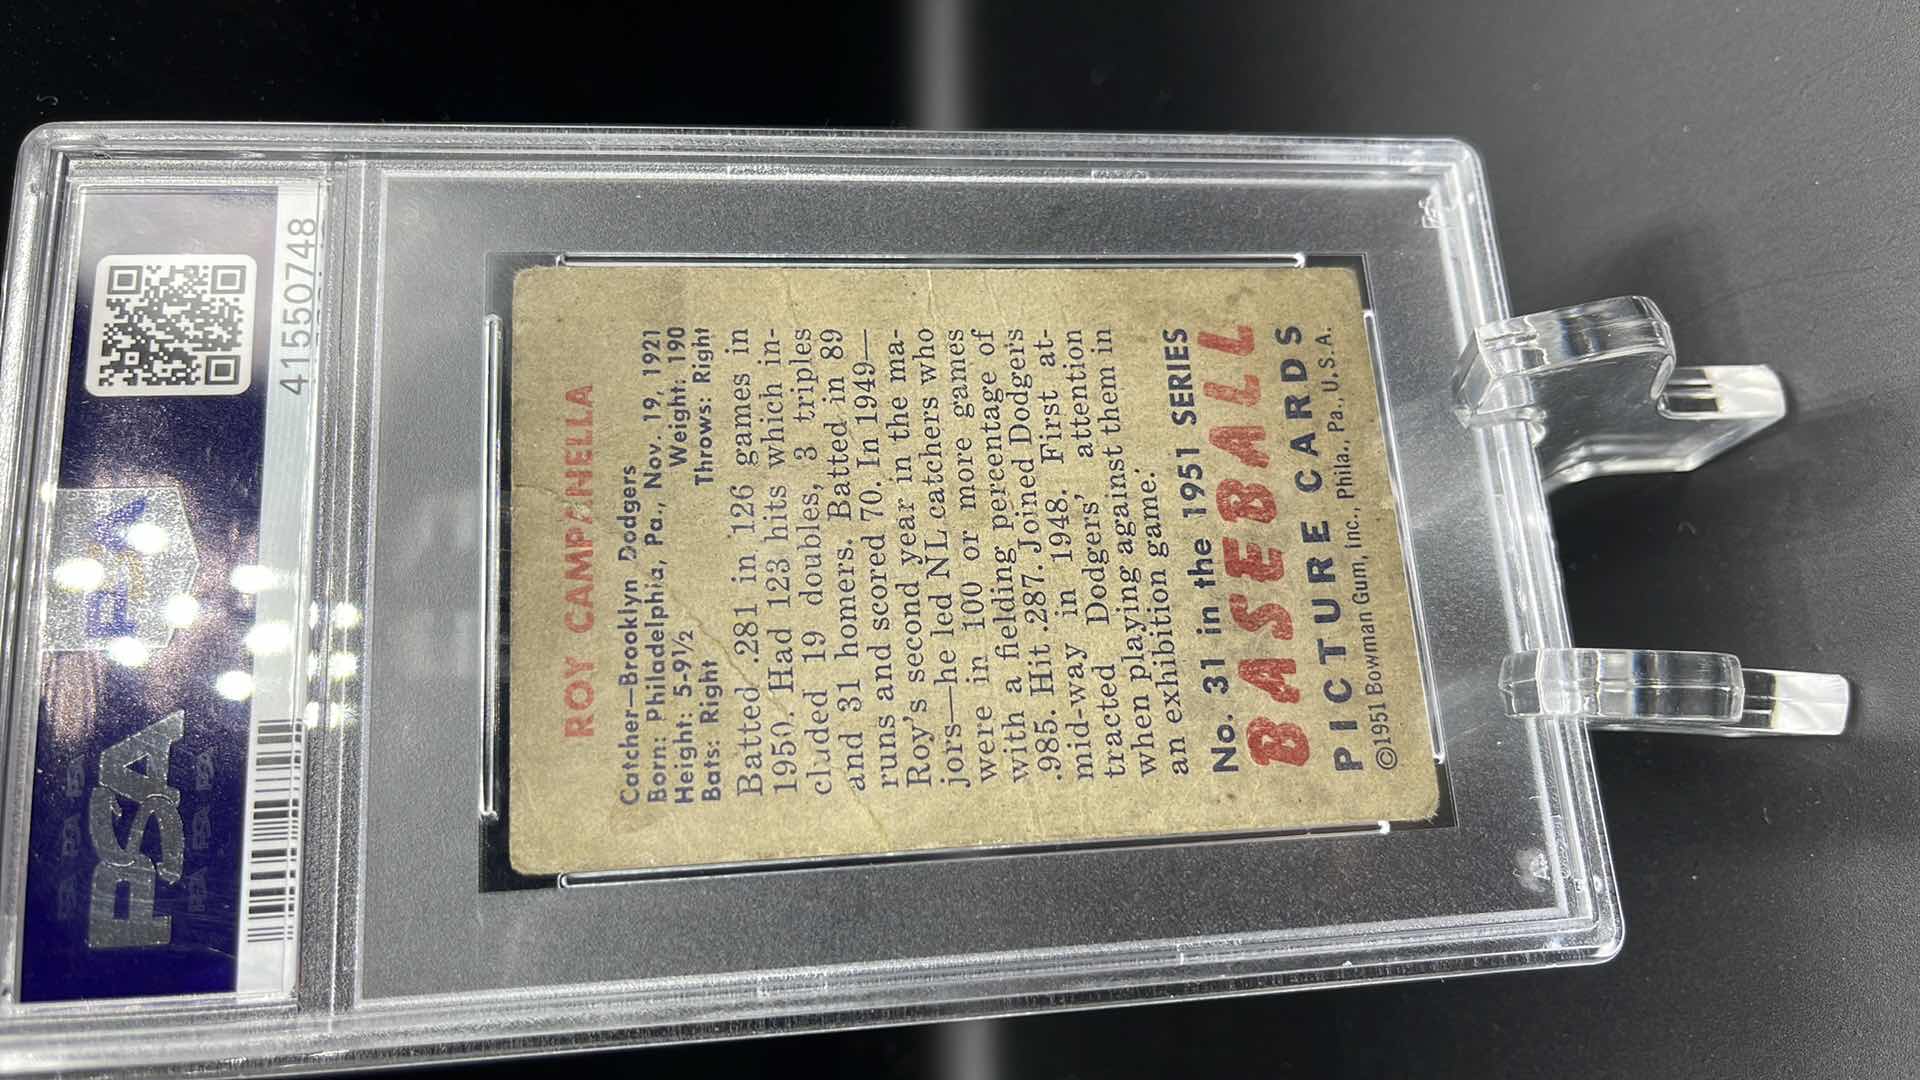 PSA
41550748
ROY CAMPANELLA
Catcher—Brooklyn Dodgers
Born: Philadelphia, Pa., Nov. 19, 1921
Height: 5-9½ Weight: 190
Bats: Right Throws: Right
Batted .281 in 126 games in
1950. Had 123 hits which in-
cluded 19 doubles, 3 triples
and 31 homers. Batted in 89
runs and scored 70. In 1949—
Roy's second year in the ma-
jors—he led NL catchers who
were in 100 or more games
with a fielding percentage of
.985. Hit .287. Joined Dodgers
mid-way in 1948. First at-
tracted Dodgers' attention
when playing against them in
an exhibition game.
No. 31 in the 1951 SERIES
BASEBALL
PICTURE CARDS
©1951 Bowman Gum, Inc., Phila., Pa., U.S.A.